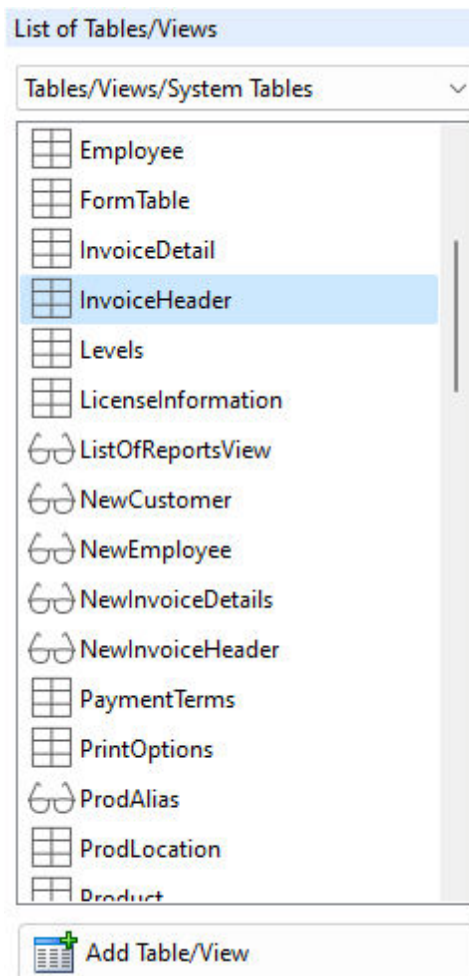 List of Tables/Views
Tables/Views/System Tables
Employee
FormTable
InvoiceDetail
InvoiceHeader
Levels
LicenseInformation
ListOfReportsView
NewCustomer
NewEmployee
NewInvoiceDetails
NewInvoiceHeader
PaymentTerms
PrintOptions
ProdAlias
ProdLocation
Product
Add Table/View